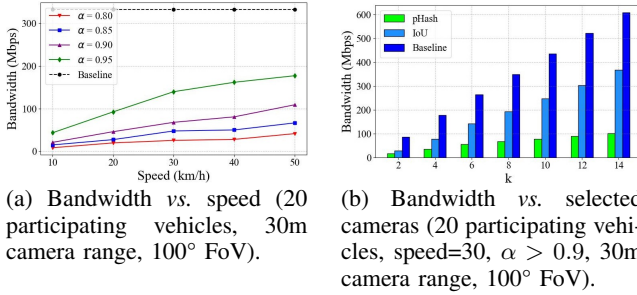 300
200
100
0
Bandwidth (Mbps)
α = 0.80
α = 0.85
α = 0.90
α = 0.95
Baseline
10 20 30 40 50
Speed (km/h)
(a) Bandwidth vs. speed (20
participating vehicles, 30m
camera range, 100° FoV).
600
500
400
300
200
100
0
Bandwidth (Mbps)
pHash
IoU
Baseline
2 4 6 8 10 12 14
k
(b) Bandwidth vs. selected
cameras (20 participating vehi-
cles, speed=30, α > 0.9, 30m
camera range, 100° FoV).